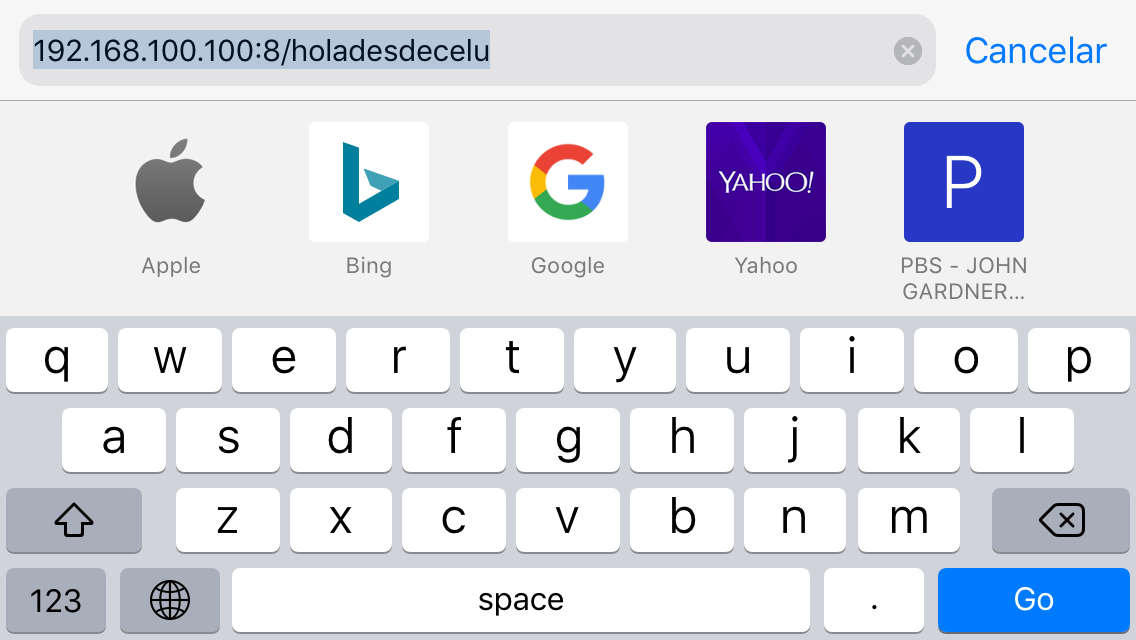 192.168.100.100:8/holadesdecelu
Cancelar
YAHOO!
P
Apple
Bing
Google
Yahoo
PBS - JOHN
GARDNER...
q w e r t y u i o p
a s d f g h j k l
z x c v b n m
123
space
.
Go